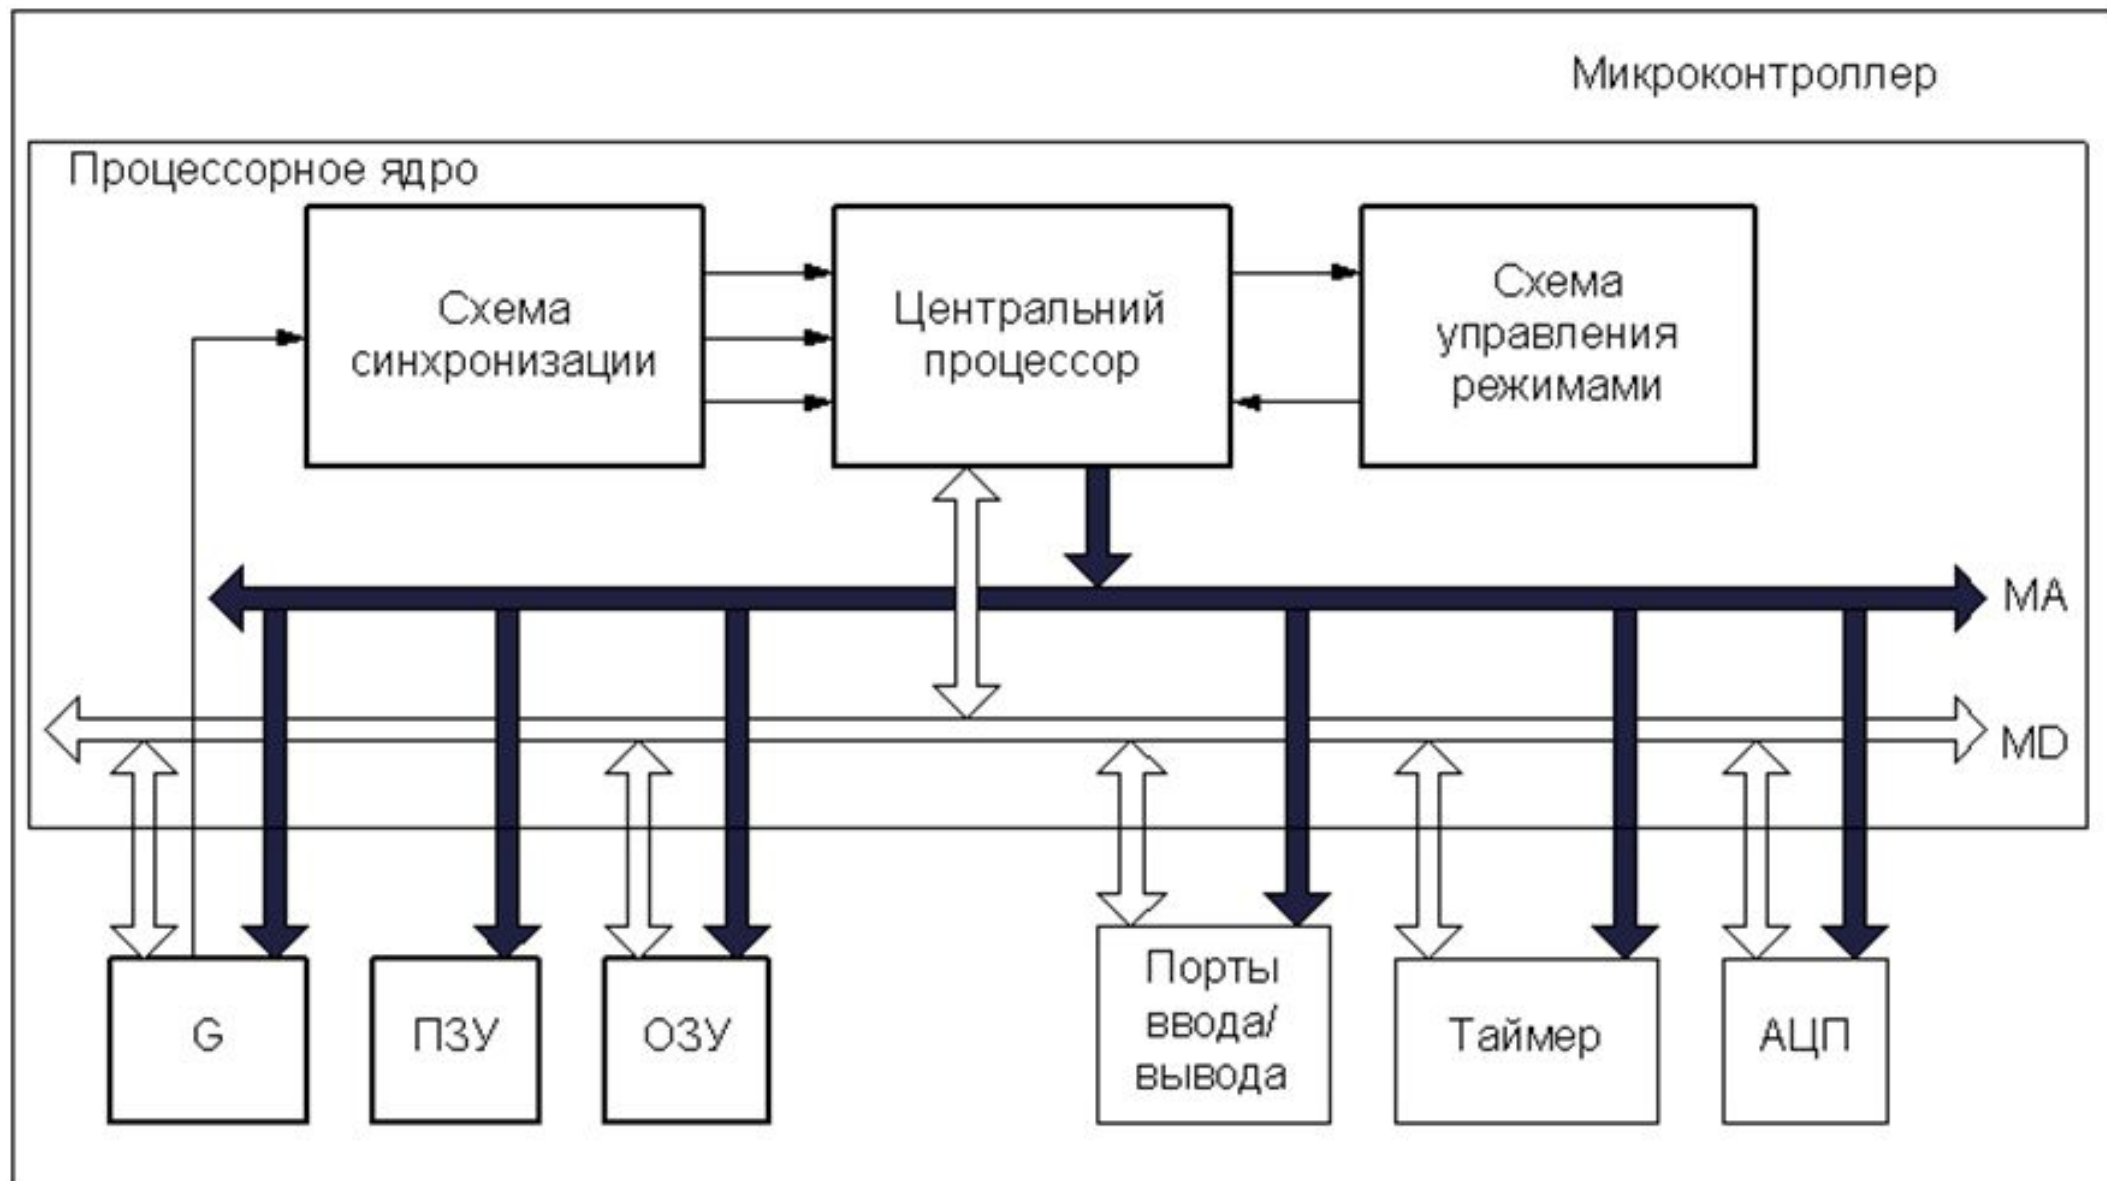 Микроконтроллер
Процессорное ядро
Схема
синхронизации
Центральний
процессор
Схема
управления
режимами
MA
MD
G
ПЗУ
ОЗУ
Порты
ввода/
вывода
Таймер
АЦП